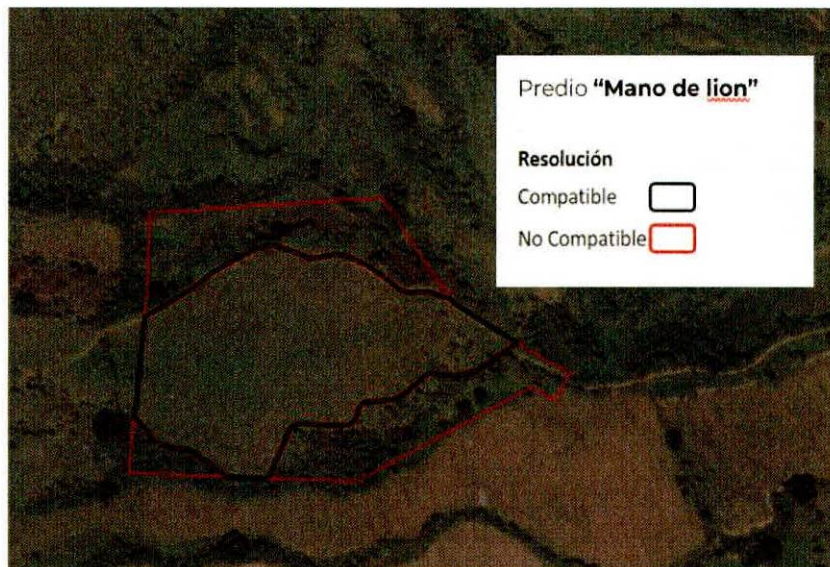 Predio “Mano de lion”
Resolución
Compatible
No Compatible